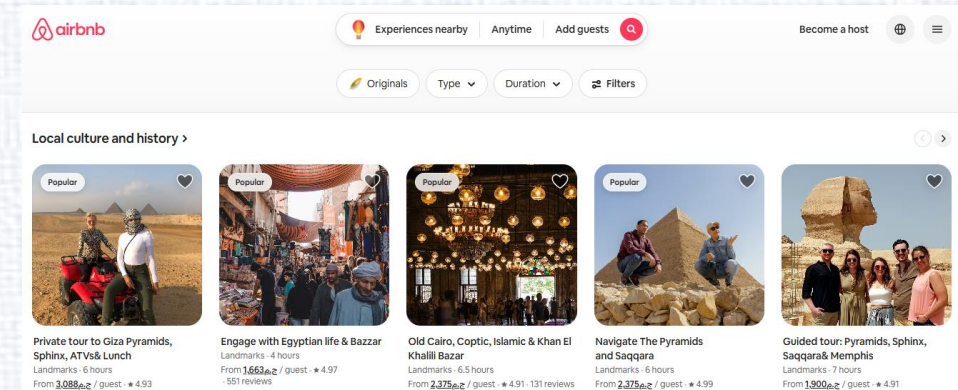 airbnb
Experiences nearby Anytime Add guests
Become a host
Originals Type Duration Filters
Local culture and history >
Popular
Popular
Popular
Popular
Private tour to Giza Pyramids,
Sphinx, ATVs& Lunch
Landmarks · 6 hours
From 3,088ج.م / guest · ★ 4.93
Engage with Egyptian life & Bazzar
Landmarks · 4 hours
From 1,663ج.م / guest · ★ 4.97
· 551 reviews
Old Cairo, Coptic, Islamic & Khan El
Khalili Bazar
Landmarks · 6.5 hours
From 2,375ج.م / guest · ★ 4.91 · 131 reviews
Navigate The Pyramids
and Saqqara
Landmarks · 6 hours
From 2,375ج.م / guest · ★ 4.99
Guided tour: Pyramids, Sphinx,
Saqqara& Memphis
Landmarks · 7 hours
From 1,900ج.م / guest · ★ 4.91